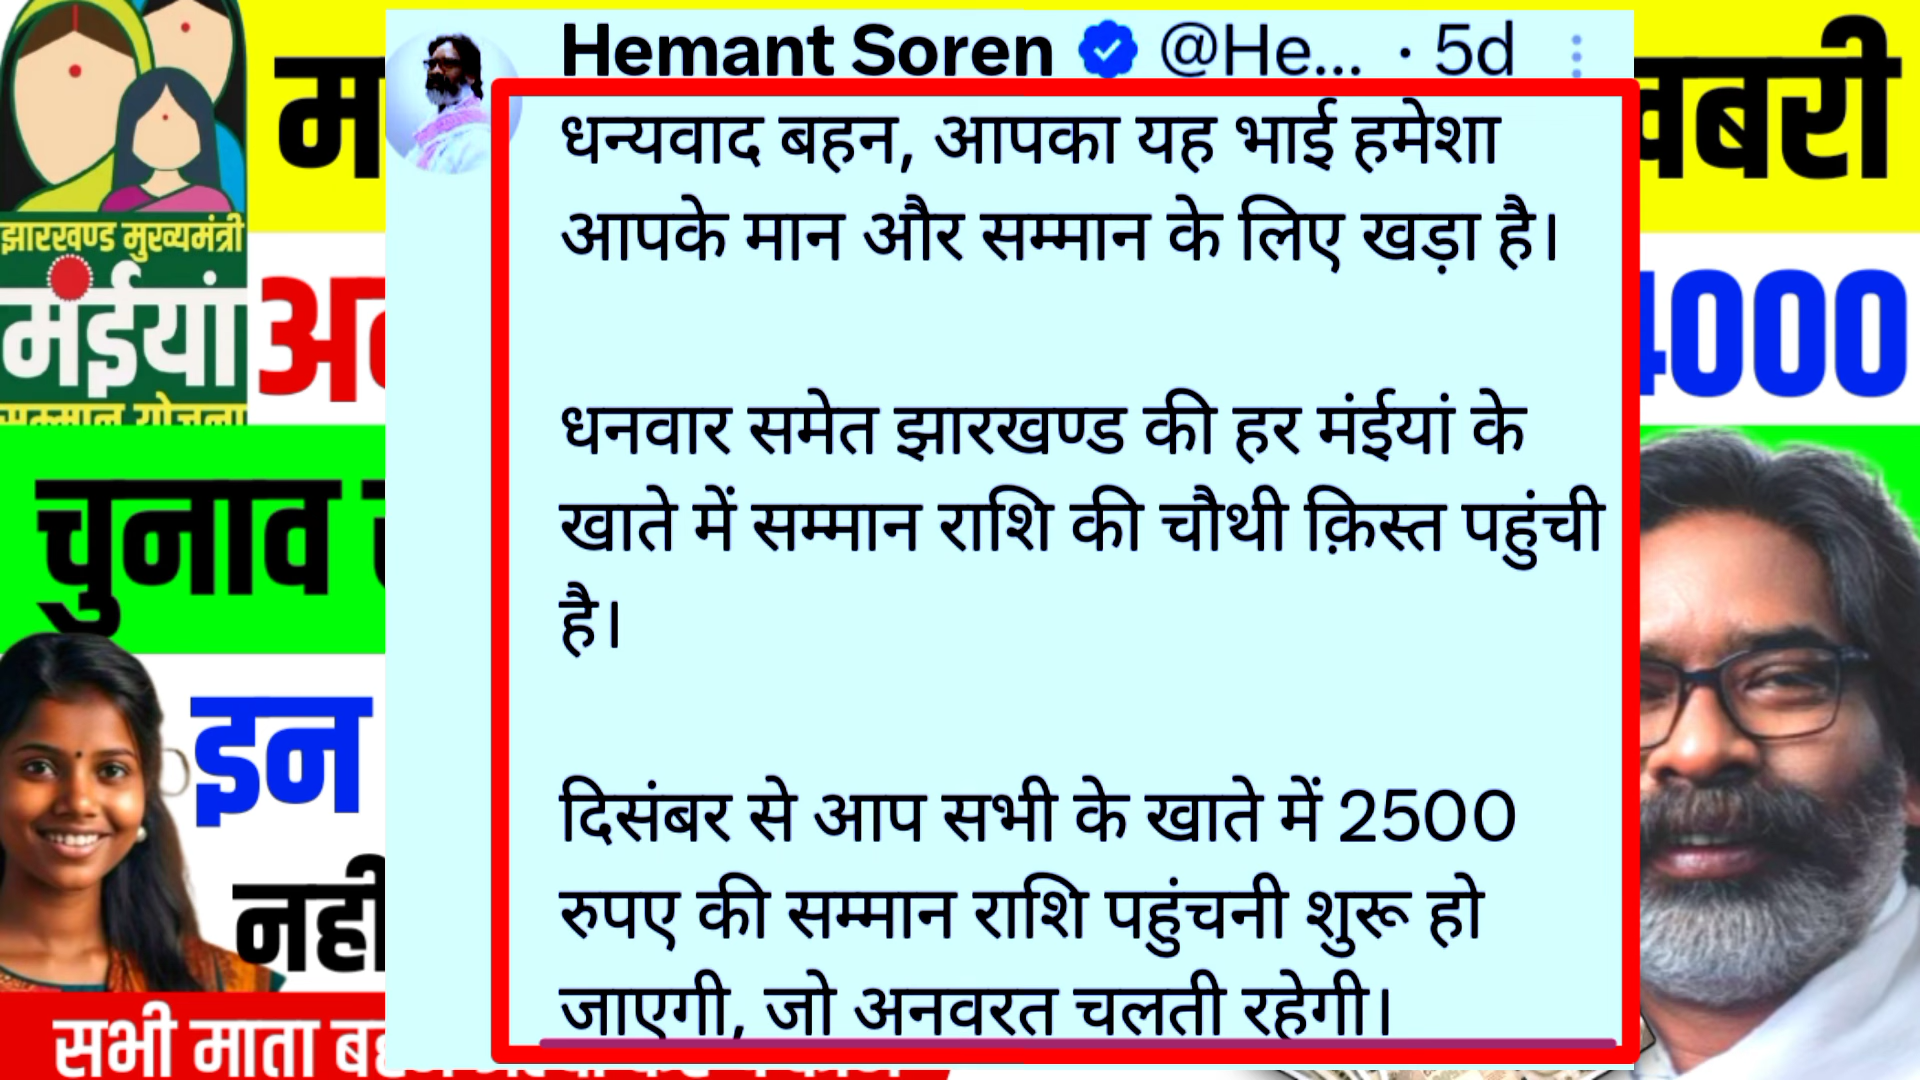 Hemant Soren @He... · 5d
धन्यवाद बहन, आपका यह भाई हमेशा
आपके मान और सम्मान के लिए खड़ा है।
धनवार समेत झारखण्ड की हर मंईयां के
खाते में सम्मान राशि की चौथी क़िस्त पहुंची
है।
दिसंबर से आप सभी के खाते में 2500
रुपए की सम्मान राशि पहुंचनी शुरू हो
जाएगी, जो अनवरत चलती रहेगी।
झारखण्ड मुख्यमंत्री
मंईयां
सम्मान योजना
चुनाव
इन
नहीं
सभी माता